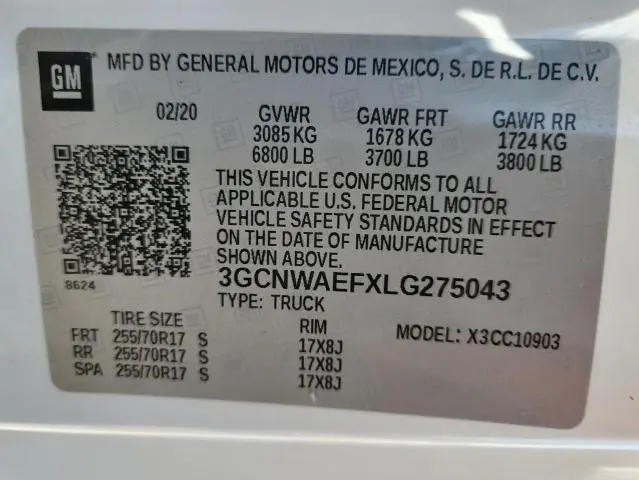 GM
MFD BY GENERAL MOTORS DE MEXICO, S. DE R.L. DE C.V.
02/20 GVWR GAWR FRT GAWR RR
3085 KG 1678 KG 1724 KG
6800 LB 3700 LB 3800 LB
THIS VEHICLE CONFORMS TO ALL
APPLICABLE U.S. FEDERAL MOTOR
VEHICLE SAFETY STANDARDS IN EFFECT
ON THE DATE OF MANUFACTURE
SHOWN ABOVE.
8624
3GCNWAEFXLG275043
TYPE: TRUCK
TIRE SIZE RIM MODEL: X3CC10903
FRT 255/70R17 S 17X8J
RR 255/70R17 S 17X8J
SPA 255/70R17 S 17X8J